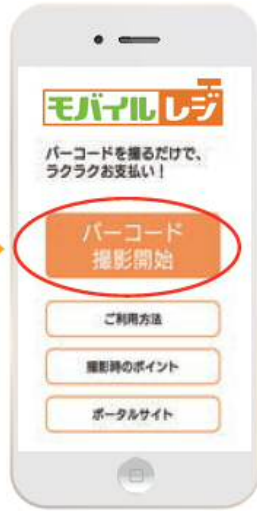 モバイルレジ
バーコードを撮るだけで、
ラクラクお支払い！
バーコード
撮影開始
ご利用方法
撮影時のポイント
ポータルサイト